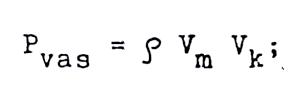 P_vas = ρ V_m V_k;